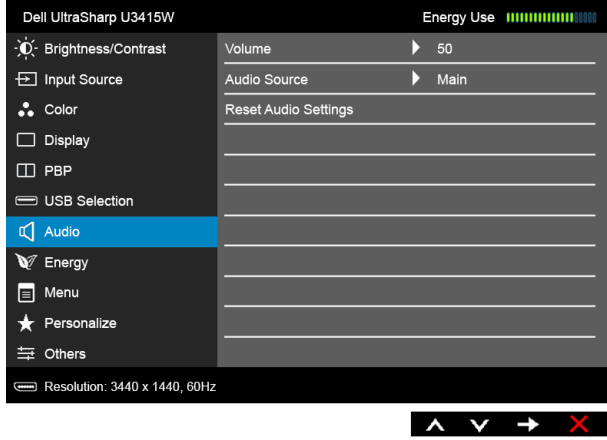 Dell UltraSharp U3415W Energy Use
Brightness/Contrast
Input Source
Color
Display
PBP
USB Selection
Audio
Energy
Menu
Personalize
Others
Volume 50
Audio Source Main
Reset Audio Settings
Resolution: 3440 x 1440, 60Hz